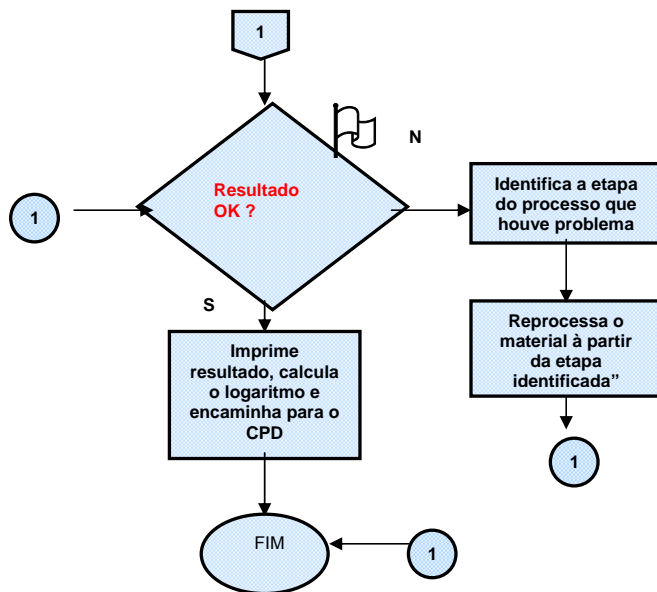 1
N
Resultado
OK ?
1
Identifica a etapa
do processo que
houve problema
S
Imprime
resultado, calcula
o logaritmo e
encaminha para o
CPD
Reprocessa o
material à partir
da etapa
identificada”
1
FIM
1